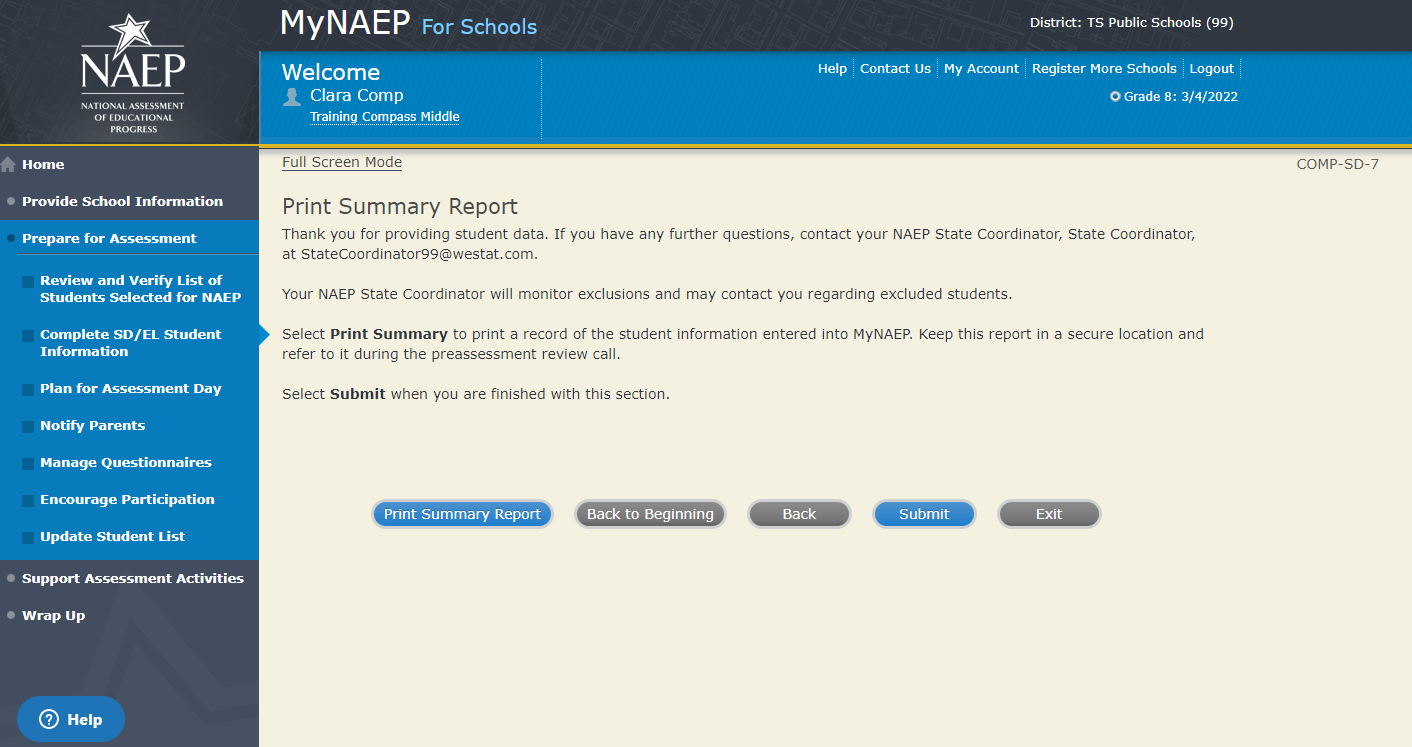 NAEP
NATIONAL ASSESSMENT
OF EDUCATIONAL
PROGRESS
MyNAEP For Schools
District: TS Public Schools (99)
Welcome
Clara Comp
Training Compass Middle
Help
Contact Us
My Account
Register More Schools
Logout
Grade 8: 3/4/2022
Home
Provide School Information
Prepare for Assessment
Review and Verify List of
Students Selected for NAEP
Complete SD/EL Student
Information
Plan for Assessment Day
Notify Parents
Manage Questionnaires
Encourage Participation
Update Student List
Support Assessment Activities
Wrap Up
? Help
Full Screen Mode
COMP-SD-7
Print Summary Report
Thank you for providing student data. If you have any further questions, contact your NAEP State Coordinator, State Coordinator,
at StateCoordinator99@westat.com.
Your NAEP State Coordinator will monitor exclusions and may contact you regarding excluded students.
Select Print Summary to print a record of the student information entered into MyNAEP. Keep this report in a secure location and
refer to it during the preassessment review call.
Select Submit when you are finished with this section.
Print Summary Report
Back to Beginning
Back
Submit
Exit